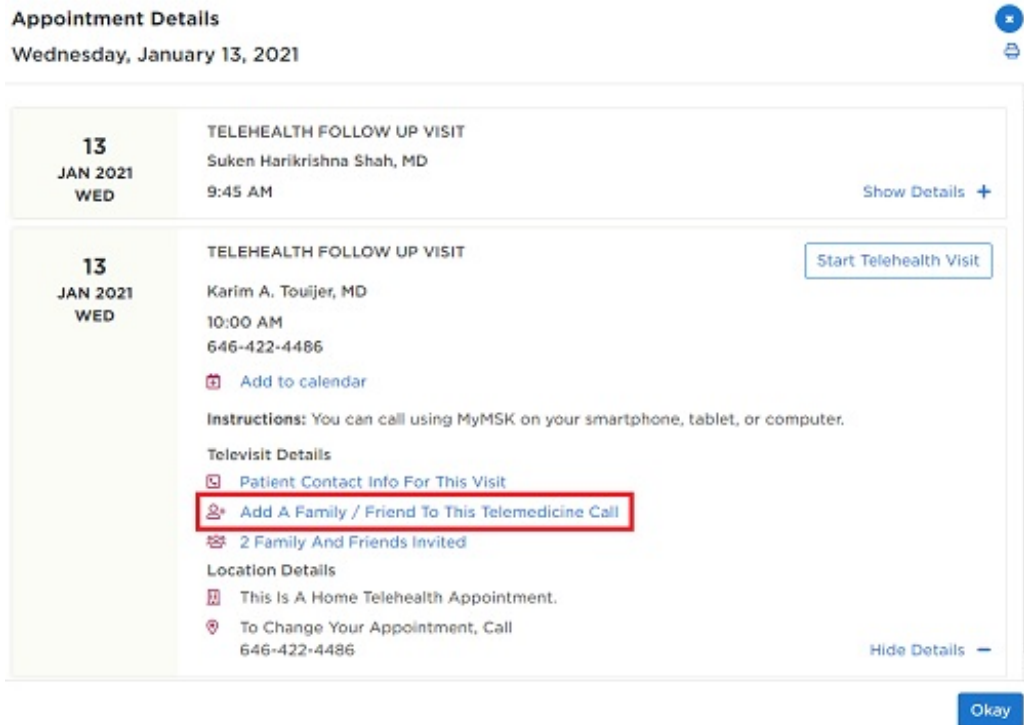 Appointment Details
Wednesday, January 13, 2021
13
JAN 2021
WED
TELEHEALTH FOLLOW UP VISIT
Suken Harikrishna Shah, MD
9:45 AM
Show Details +
13
JAN 2021
WED
TELEHEALTH FOLLOW UP VISIT
Start Telehealth Visit
Karim A. Touijer, MD
10:00 AM
646-422-4486
Add to calendar
Instructions: You can call using MyMSK on your smartphone, tablet, or computer.
Televisit Details
Patient Contact Info For This Visit
Add A Family / Friend To This Telemedicine Call
2 Family And Friends Invited
Location Details
This Is A Home Telehealth Appointment.
To Change Your Appointment, Call
646-422-4486
Hide Details −
Okay